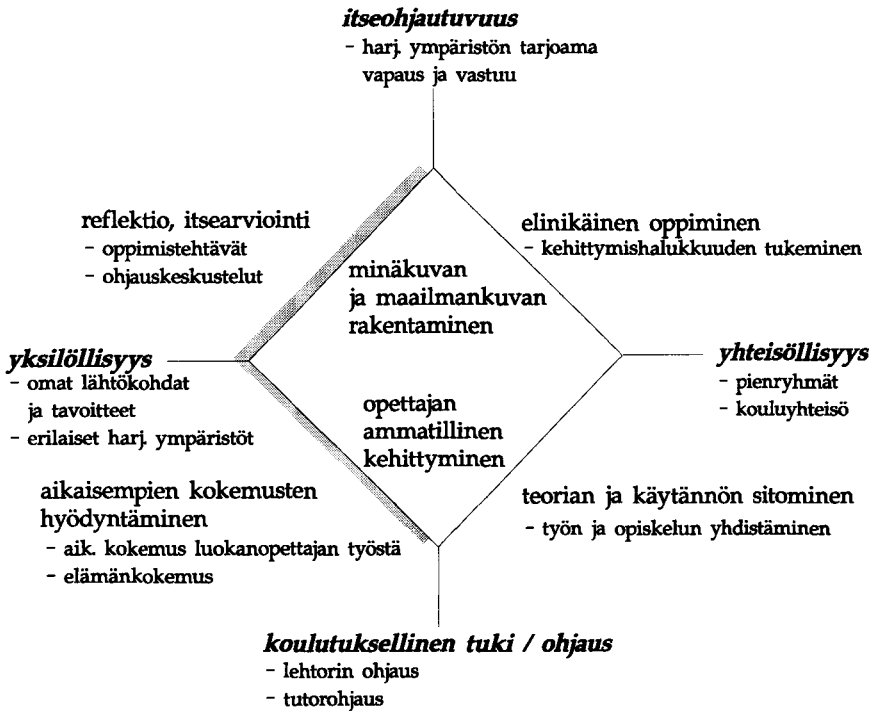 itseohjautuvuus
- harj. ympäristön tarjoama
vapaus ja vastuu
reflektio, itsearviointi
- oppimistehtävät
- ohjauskeskustelut
elinikäinen oppiminen
- kehittymishalukkuuden tukeminen
minäkuvan
ja maailmankuvan
rakentaminen
yksilöllisyys
- omat lähtökohdat
ja tavoitteet
- erilaiset harj. ympäristöt
yhteisöllisyys
- pienryhmät
- kouluyhteisö
opettajan
ammatillinen
kehittyminen
aikaisempien kokemusten
hyödyntäminen
- aik. kokemus luokanopettajan työstä
- elämänkokemus
teorian ja käytännön sitominen
- työn ja opiskelun yhdistäminen
koulutuksellinen tuki / ohjaus
- lehtorin ohjaus
- tutorohjaus